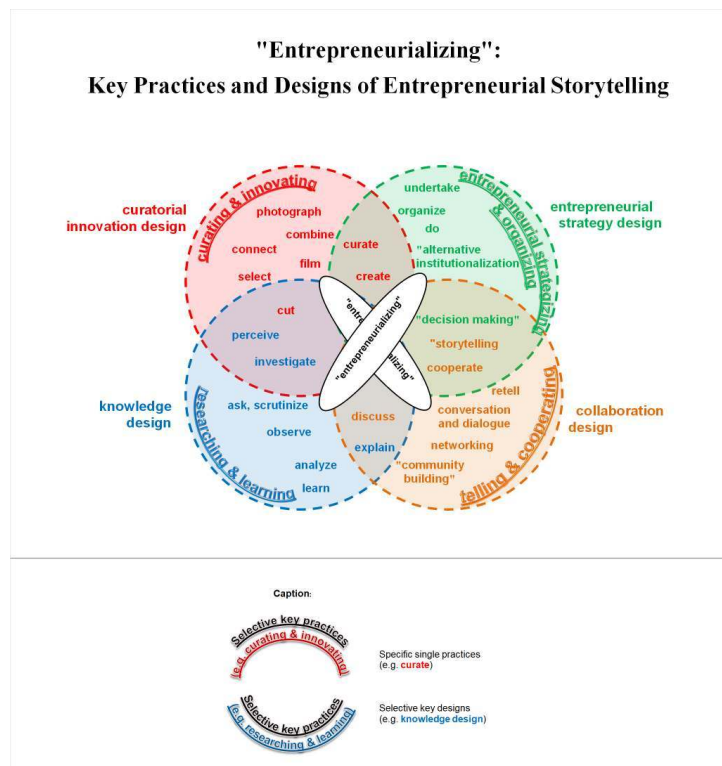 "Entrepreneurializing":
Key Practices and Designs of Entrepreneurial Storytelling
curatorial
innovation design
curating & innovating
photograph
combine
connect
film
select
curate
create
entrepreneurial strategizing
& organizing
undertake
organize
do
"alternative
institutionalization"
entrepreneurial
strategy design
cut
perceive
investigate
"entrepreneurializing"
"decision making"
"storytelling
cooperate
knowledge
design
researching & learning
ask, scrutinize
observe
analyze
learn
discuss
explain
retell
conversation
and dialogue
networking
"community
building"
telling & cooperating
collaboration
design
Caption:
Selective key practices
(e.g. curating & innovating)
Specific single practices
(e.g. curate)
Selective key practices
(e.g. researching & learning)
Selective key designs
(e.g. knowledge design)